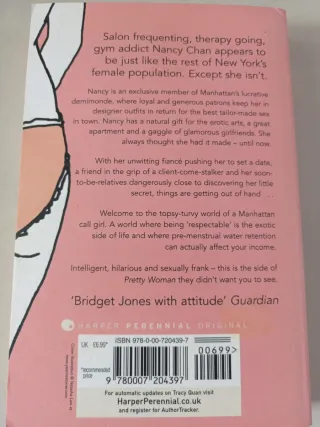 Salon frequenting, therapy going,
gym addict Nancy Chan appears to
be just like the rest of New York's
female population. Except she isn't.
Nancy is an exclusive member of Manhattan's lucrative
demimonde, where loyal and generous patrons keep her in
designer outfits in return for the best tailor-made sex
in town. Nancy has a natural gift for the erotic arts, a great
apartment and a gaggle of glamorous girlfriends. She
always thought she had it made – until now.
With her unwitting fiancé pushing her to set a date,
a friend in the grip of a client-come-stalker and her soon-
to-be-relatives dangerously close to discovering her little
secret, things are getting out of hand . . .
Welcome to the topsy-turvy world of a Manhattan
call girl. A world where being 'respectable' is the exotic
side of life and where pre-menstrual water retention
can actually affect your income.
Intelligent, hilarious and sexually frank – this is the side of
Pretty Woman they didn't want you to see.
'Bridget Jones with attitude' Guardian
HARPER PERENNIAL ORIGINAL
ISBN 978-0-00-720439-7
UK £6.99*
00699>
*recommended
price
9 780007 204397
For automatic updates on Tracy Quan visit
HarperPerennial.co.uk
and register for AuthorTracker.